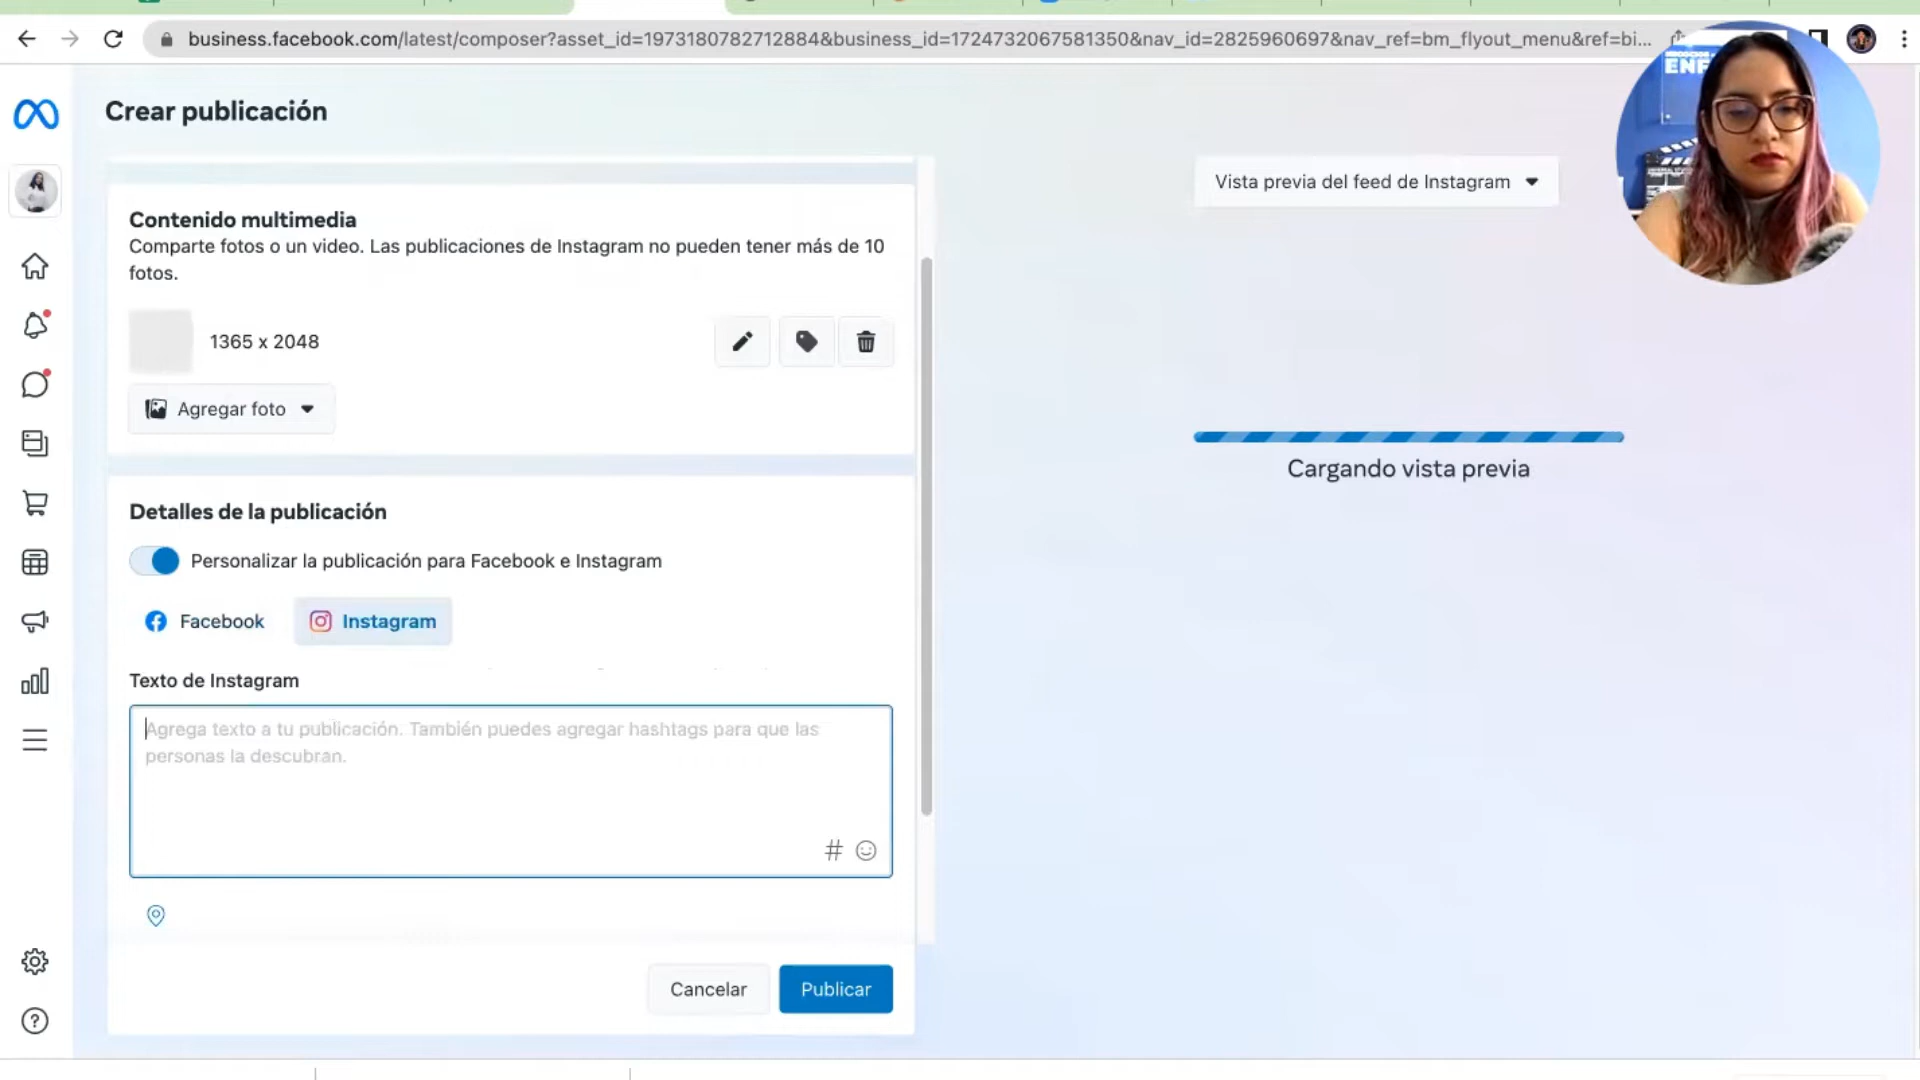 business.facebook.com/latest/composer?asset_id=1973180782712884&business_id=1724732067581350&nav_id=2825960697&nav_ref=bm_flyout_menu&ref=bi...
ENF
Crear publicación
Vista previa del feed de Instagram
Contenido multimedia
Comparte fotos o un video. Las publicaciones de Instagram no pueden tener más de 10
fotos.
1365 x 2048
Agregar foto
Cargando vista previa
Detalles de la publicación
Personalizar la publicación para Facebook e Instagram
Facebook
Instagram
Texto de Instagram
Agrega texto a tu publicación. También puedes agregar hashtags para que las
personas la descubran.
Cancelar
Publicar